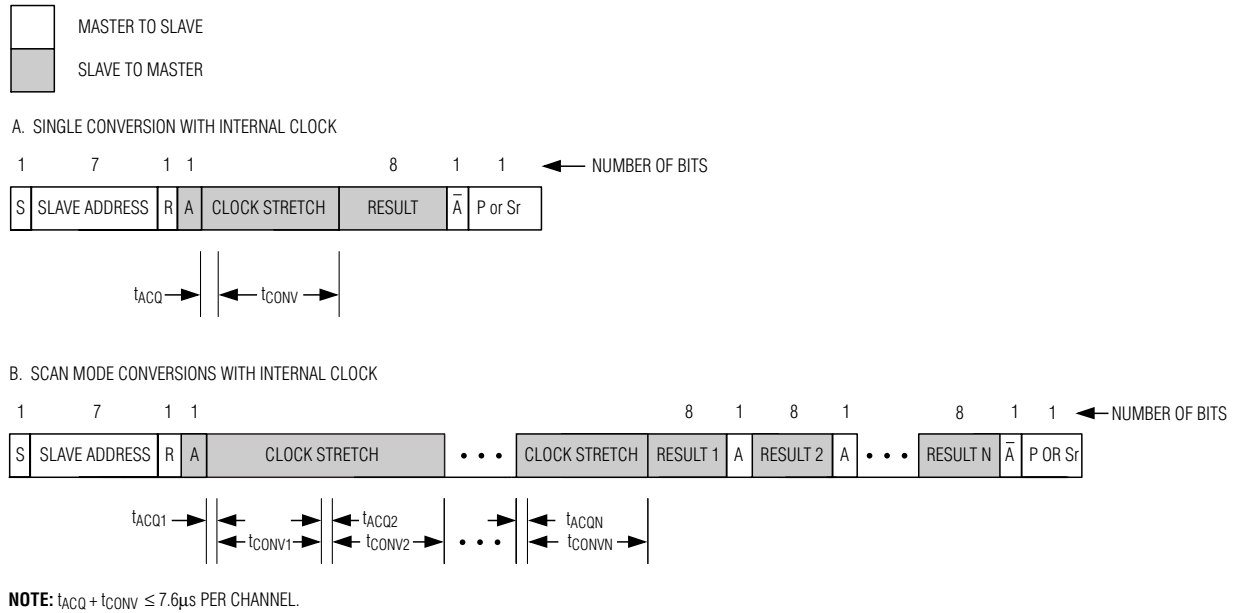 MASTER TO SLAVE
SLAVE TO MASTER
A. SINGLE CONVERSION WITH INTERNAL CLOCK
1 7 1 1 8 1 1 NUMBER OF BITS
S SLAVE ADDRESS R A CLOCK STRETCH RESULT A̅ P or Sr
tACQ tCONV
B. SCAN MODE CONVERSIONS WITH INTERNAL CLOCK
1 7 1 1 8 1 8 1 8 1 1 NUMBER OF BITS
S SLAVE ADDRESS R A CLOCK STRETCH • • • CLOCK STRETCH RESULT 1 A RESULT 2 A • • • RESULT N A̅ P OR Sr
tACQ1 tACQ2 tACQN
tCONV1 tCONV2 • • • tCONVN
NOTE: tACQ + tCONV ≤ 7.6μs PER CHANNEL.